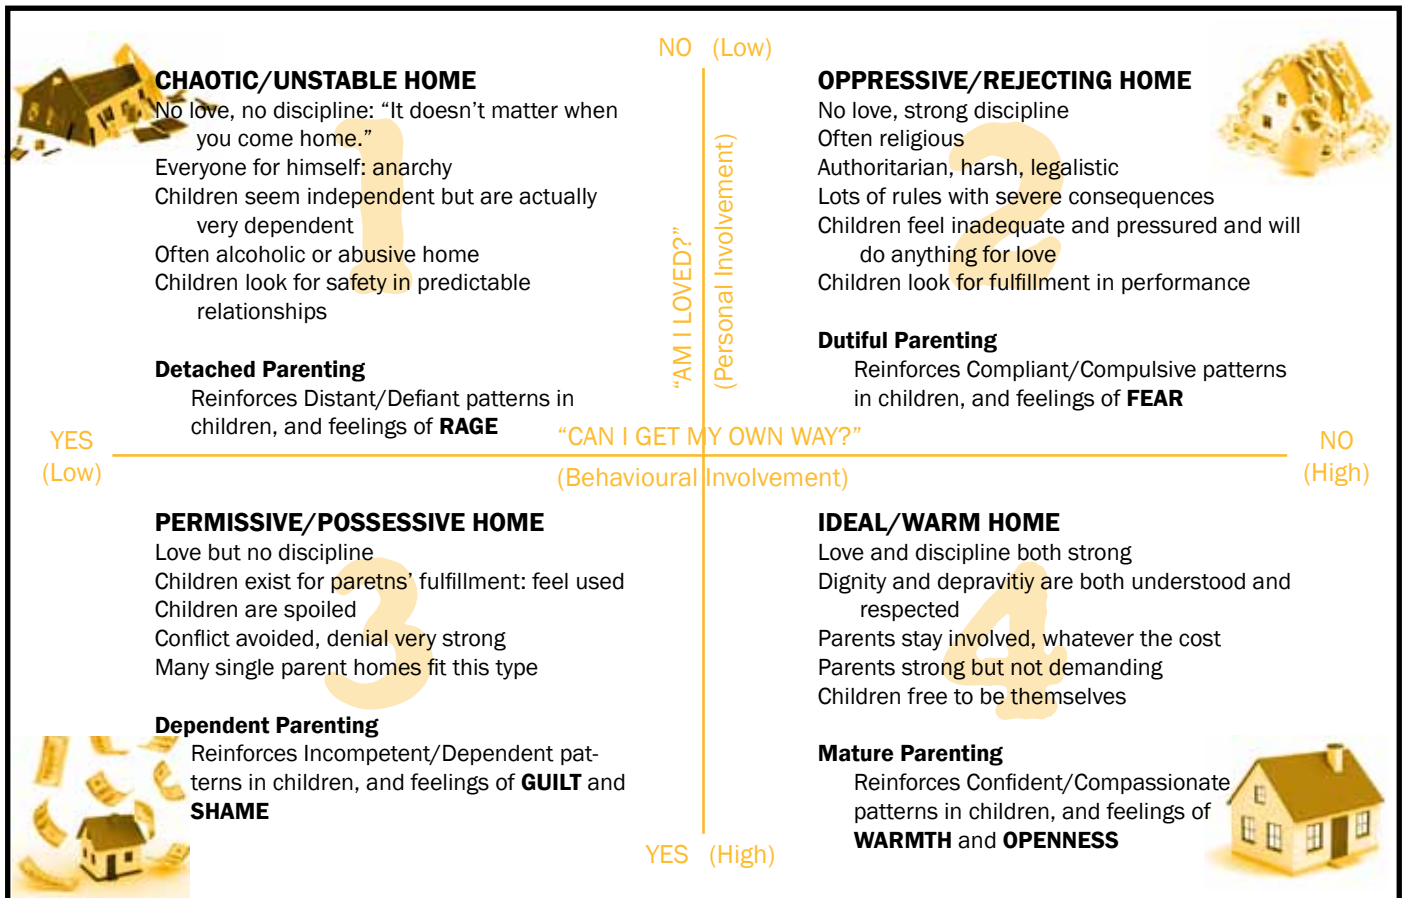 NO (Low)
CHAOTIC/UNSTABLE HOME
No love, no discipline: “It doesn’t matter when
you come home.”
Everyone for himself: anarchy
Children seem independent but are actually
very dependent
Often alcoholic or abusive home
Children look for safety in predictable
relationships
Detached Parenting
Reinforces Distant/Defiant patterns in
children, and feelings of RAGE
1
OPPRESSIVE/REJECTING HOME
No love, strong discipline
Often religious
Authoritarian, harsh, legalistic
Lots of rules with severe consequences
Children feel inadequate and pressured and will
do anything for love
Children look for fulfillment in performance
Dutiful Parenting
Reinforces Compliant/Compulsive patterns
in children, and feelings of FEAR
2
“AM I LOVED?”
(Personal Involvement)
YES
(Low)
“CAN I GET MY OWN WAY?”
(Behavioural Involvement)
NO
(High)
PERMISSIVE/POSSESSIVE HOME
Love but no discipline
Children exist for paretns’ fulfillment: feel used
Children are spoiled
Conflict avoided, denial very strong
Many single parent homes fit this type
Dependent Parenting
Reinforces Incompetent/Dependent pat-
terns in children, and feelings of GUILT and
SHAME
3
IDEAL/WARM HOME
Love and discipline both strong
Dignity and depravitiy are both understood and
respected
Parents stay involved, whatever the cost
Parents strong but not demanding
Children free to be themselves
Mature Parenting
Reinforces Confident/Compassionate
patterns in children, and feelings of
WARMTH and OPENNESS
4
YES (High)